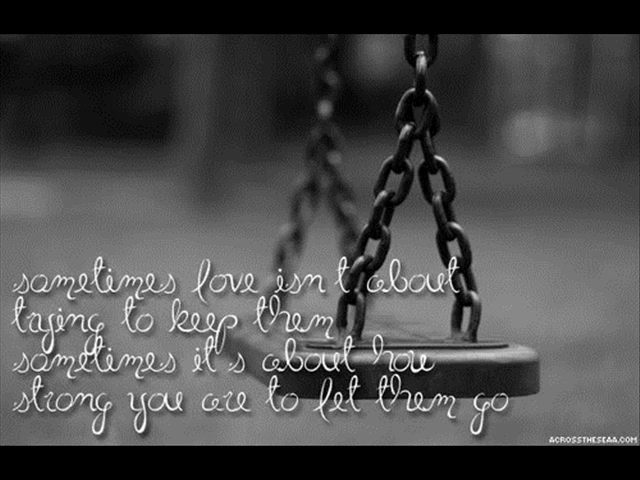 sometimes love isn't about
trying to keep them
sometimes it's about how
strong you are to let them go
ACROSSTHESEAA.COM